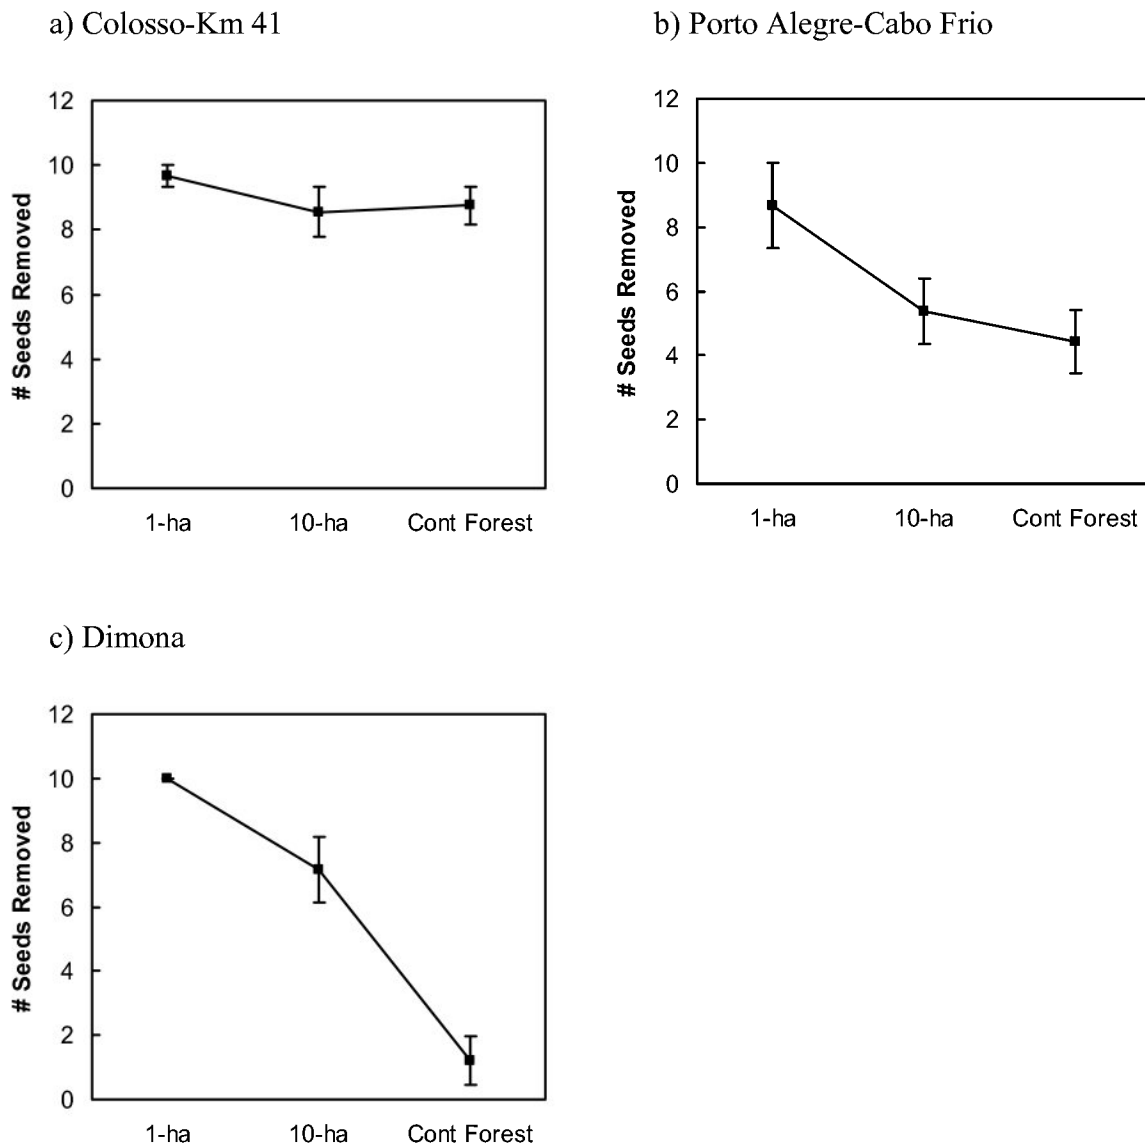 a) Colosso-Km 41
12
10
8
6
4
2
0
# Seeds Removed
1-ha 10-ha Cont Forest
b) Porto Alegre-Cabo Frio
12
10
8
6
4
2
0
# Seeds Removed
1-ha 10-ha Cont Forest
c) Dimona
12
10
8
6
4
2
0
# Seeds Removed
1-ha 10-ha Cont Forest